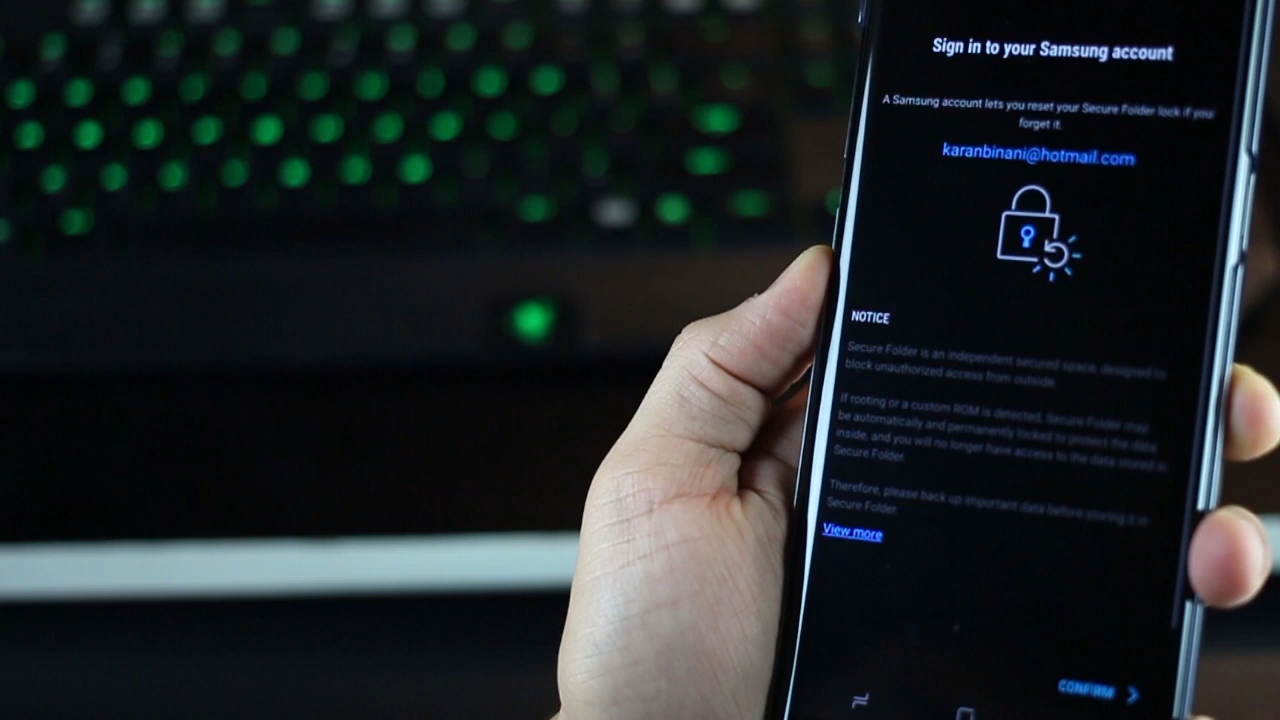 Sign in to your Samsung account
A Samsung account lets you reset your Secure Folder lock if you
forget it.
karanbinani@hotmail.com
NOTICE
Secure Folder is an independent secured space, designed to
block unauthorized access from outside.
If rooting or a custom ROM is detected, Secure Folder may
be automatically and permanently locked to protect the data
inside, and you will no longer have access to the data stored in
Secure Folder.
Therefore, please back up important data before storing it in
Secure Folder.
View more
CONFIRM